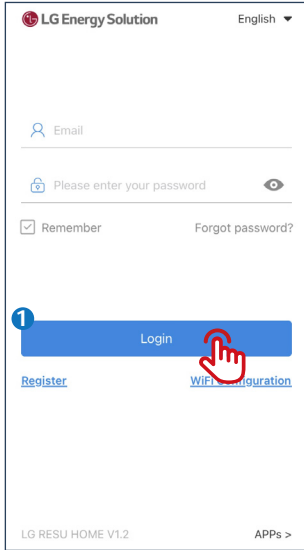 LG Energy Solution English
Email
Please enter your password
Remember Forgot password?
1
Login
Register WiFi Configuration
LG RESU HOME V1.2 APPs >